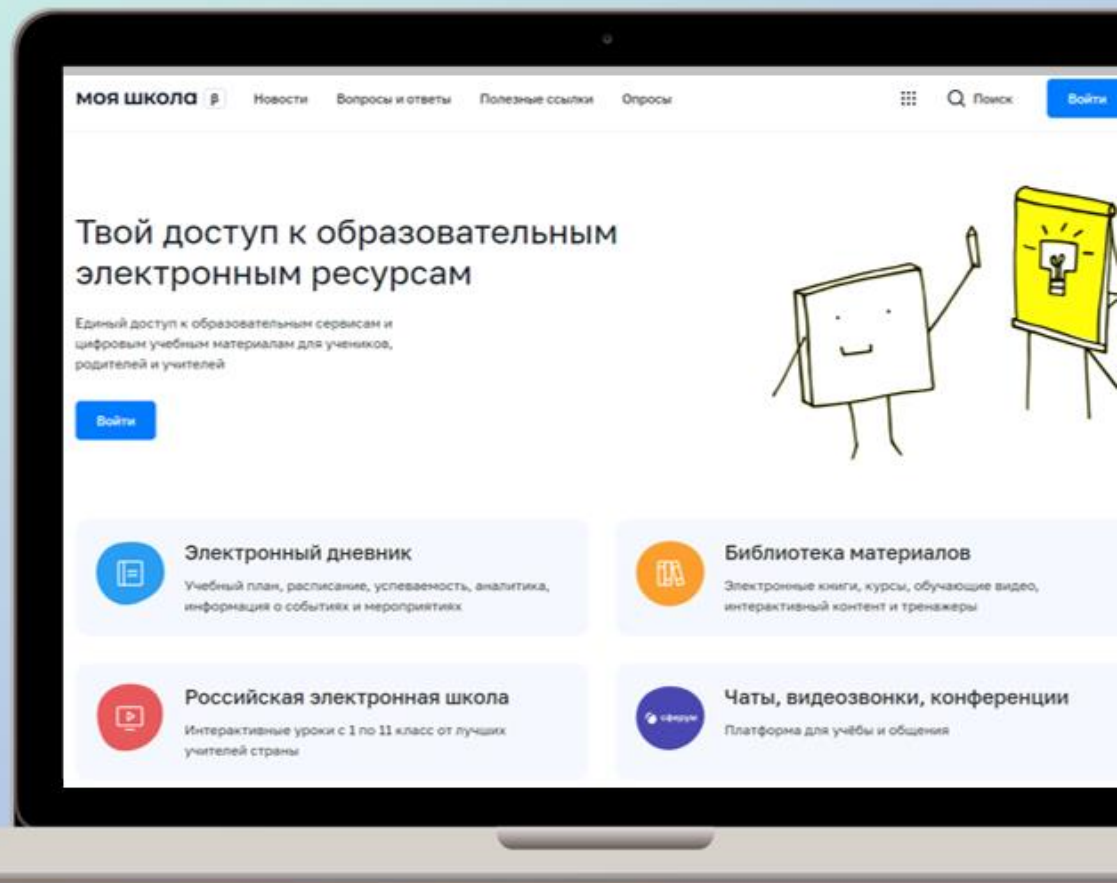 МОЯ ШКОЛА β Новости Вопросы и ответы Полезные ссылки Опросы Поиск Войти
Твой доступ к образовательным
электронным ресурсам
Единый доступ к образовательным сервисам и
цифровым учебным материалам для учеников,
родителей и учителей
Войти
Электронный дневник
Учебный план, расписание, успеваемость, аналитика,
информация о событиях и мероприятиях
Библиотека материалов
Электронные книги, курсы, обучающие видео,
интерактивный контент и тренажеры
Российская электронная школа
Интерактивные уроки с 1 по 11 класс от лучших
учителей страны
сферум
Чаты, видеозвонки, конференции
Платформа для учёбы и общения